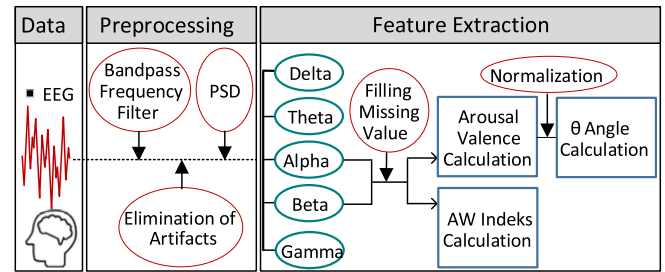 Data
Preprocessing
Feature Extraction
EEG
Bandpass
Frequency
Filter
PSD
Elimination of
Artifacts
Delta
Theta
Alpha
Beta
Gamma
Filling
Missing
Value
Arousal
Valence
Calculation
Normalization
θ Angle
Calculation
AW Indeks
Calculation